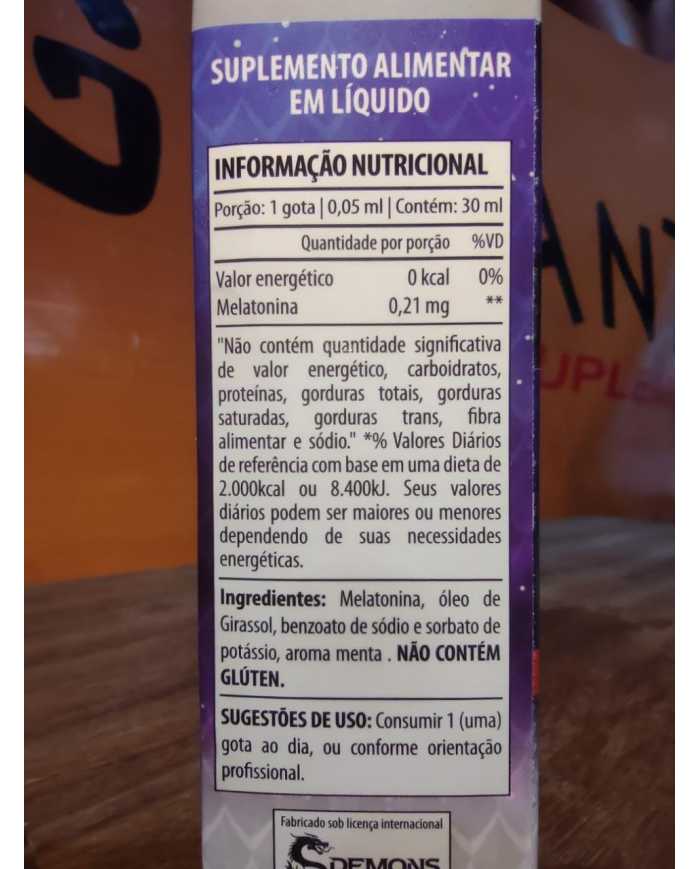 SUPLEMENTO ALIMENTAR
EM LÍQUIDO
INFORMAÇÃO NUTRICIONAL
Porção: 1 gota | 0,05 ml | Contém: 30 ml
Quantidade por porção %VD
Valor energético 0 kcal 0%
Melatonina 0,21 mg **
"Não contém quantidade significativa
de valor energético, carboidratos,
proteínas, gorduras totais, gorduras
saturadas, gorduras trans, fibra
alimentar e sódio." *% Valores Diários
de referência com base em uma dieta de
2.000kcal ou 8.400kJ. Seus valores
diários podem ser maiores ou menores
dependendo de suas necessidades
energéticas.
Ingredientes: Melatonina, óleo de
Girassol, benzoato de sódio e sorbato de
potássio, aroma menta . NÃO CONTÉM
GLÚTEN.
SUGESTÕES DE USO: Consumir 1 (uma)
gota ao dia, ou conforme orientação
profissional.
Fabricado sob licença internacional
DEMONS